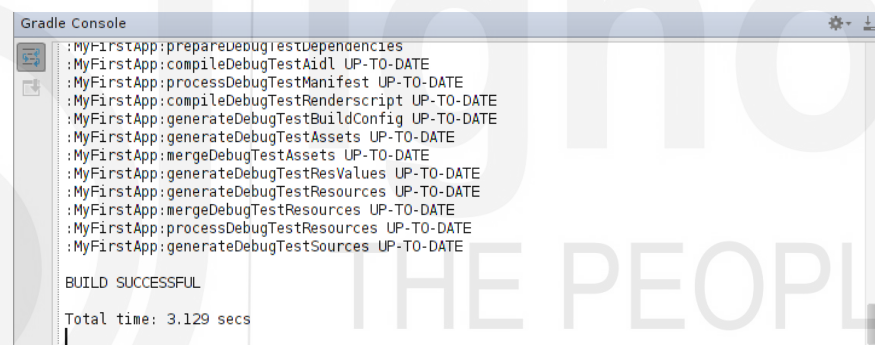 Gradle Console
:MyFirstApp:prepareDebugTestDependencies
:MyFirstApp:compileDebugTestAidl UP-TO-DATE
:MyFirstApp:processDebugTestManifest UP-TO-DATE
:MyFirstApp:compileDebugTestRenderscript UP-TO-DATE
:MyFirstApp:generateDebugTestBuildConfig UP-TO-DATE
:MyFirstApp:generateDebugTestAssets UP-TO-DATE
:MyFirstApp:mergeDebugTestAssets UP-TO-DATE
:MyFirstApp:generateDebugTestResValues UP-TO-DATE
:MyFirstApp:generateDebugTestResources UP-TO-DATE
:MyFirstApp:mergeDebugTestResources UP-TO-DATE
:MyFirstApp:processDebugTestResources UP-TO-DATE
:MyFirstApp:generateDebugTestSources UP-TO-DATE
BUILD SUCCESSFUL
Total time: 3.129 secs
THE PEOPL